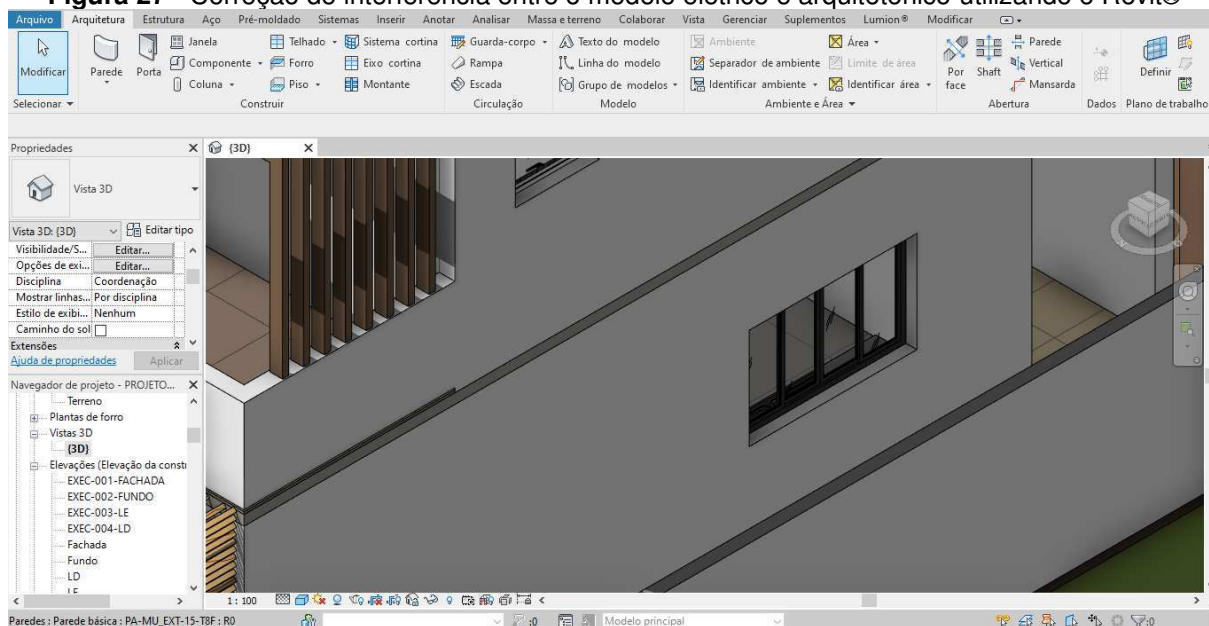 Figura 27 - Correção de interferência entre o modelo elétrico e arquitetônico utilizando o Revit®
Arquivo Arquitetura Estrutura Aço Pré-moldado Sistemas Inserir Anotar Analisar Massa e terreno Colaborar Vista Gerenciar Suplementos Lumion® Modificar
Janela Telhado Sistema cortina Guarda-corpo Texto do modelo Ambiente Área Parede
Modificar Parede Porta Componente Forro Eixo cortina Rampa Linha do modelo Separador de ambiente Limite de área Por face Shaft Vertical Definir
Coluna Piso Montante Escada Grupo de modelos Identificar ambiente Identificar área Mansarda
Selecionar Construir Circulação Modelo Ambiente e Área Abertura Dados Plano de trabalho
Propriedades X {3D} X
Vista 3D
Vista 3D: {3D} Editar tipo
Visibilidade/S... Editar...
Opções de exi... Editar...
Disciplina Coordenação
Mostrar linhas... Por disciplina
Estilo de exibi... Nenhum
Caminho do sol
Extensões
Ajuda de propriedades Aplicar
Navegador de projeto - PROJETO... X
Terreno
Plantas de forro
Vistas 3D
{3D}
Elevações (Elevação da constr
EXEC-001-FACHADA
EXEC-002-FUNDO
EXEC-003-LE
EXEC-004-LD
Fachada
Fundo
LD
LE
1 : 100
Paredes : Parede básica : PA-MU_EXT-15-T8F : R0 :0 Modelo principal :0